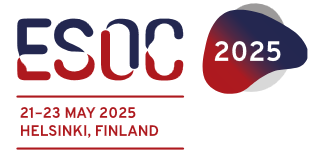 ESOC
2025
21–23 MAY 2025
HELSINKI, FINLAND